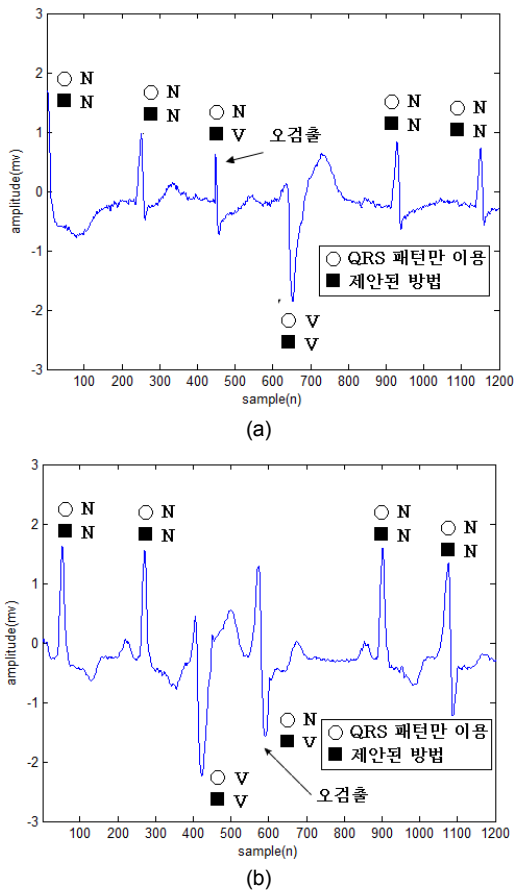 3
2
1
0
-1
-2
-3
amplitude(mv)
○ N
■ N
○ N
■ N
○ N
■ V
오검출
○ N
■ N
○ N
■ N
○ QRS 패턴만 이용
■ 제안된 방법
○ V
■ V
100 200 300 400 500 600 700 800 900 1000 1100 1200
sample(n)
(a)
3
2
1
0
-1
-2
-3
amplitude(mv)
○ N
■ N
○ N
■ N
○ N
■ N
○ N
■ N
○ N
■ V
○ QRS 패턴만 이용
■ 제안된 방법
오검출
○ V
■ V
0 100 200 300 400 500 600 700 800 900 1000 1100 1200
sample(n)
(b)